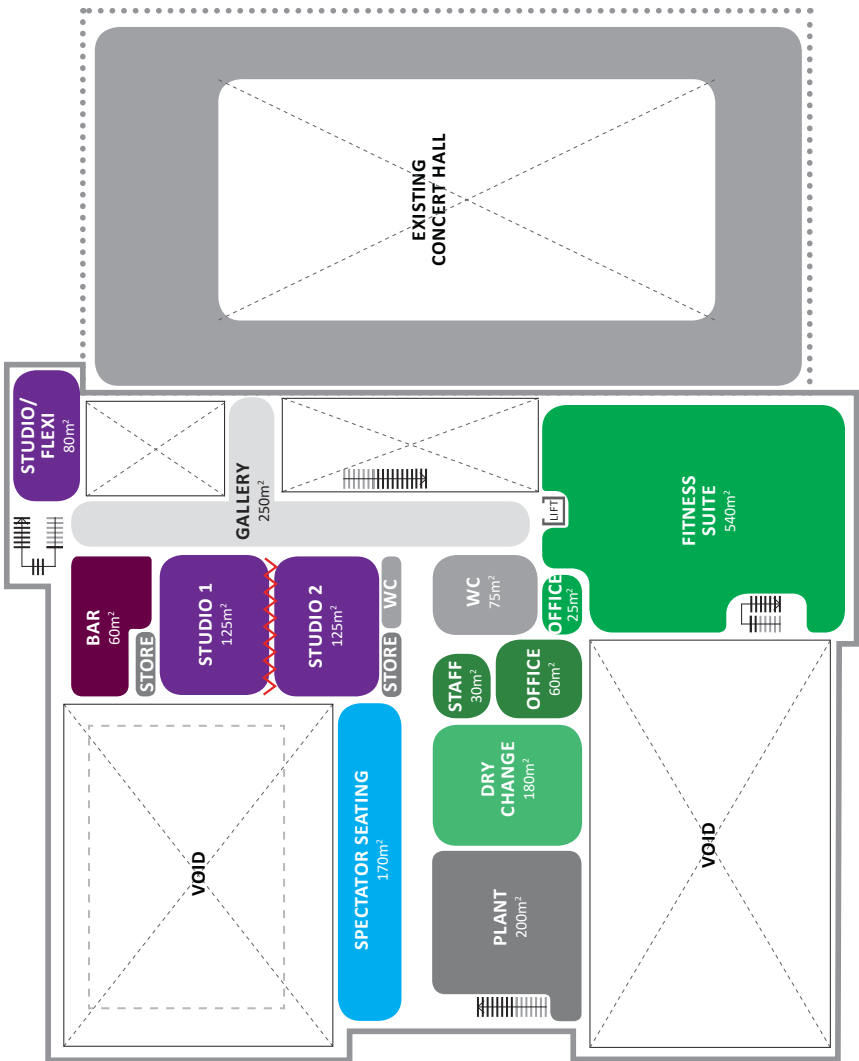 EXISTING
CONCERT HALL
STUDIO/
FLEXI
80m²
GALLERY
250m²
LIFT
FITNESS
SUITE
540m²
BAR
60m²
STORE
STUDIO 1
125m²
STUDIO 2
125m²
WC
STORE
WC
75m²
OFFICE
25m²
STAFF
30m²
OFFICE
60m²
VOID
SPECTATOR SEATING
170m²
DRY
CHANGE
180m²
PLANT
200m²
VOID